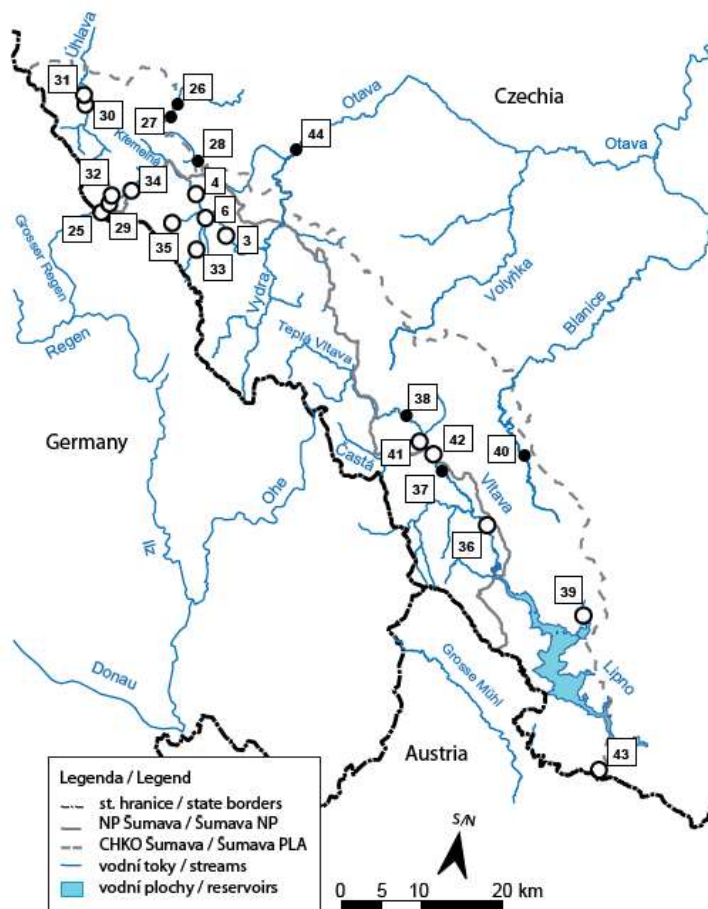 Úhlava
31
26
30
27
Křemelná
28
44
Otava
Czechia
Otava
32
34
4
6
25
29
35
33
3
Grosser Regen
Regen
Vydra
Volyňka
Blanice
Teplá Vltava
Germany
38
41
42
40
Častá
37
Vltava
Ohe
Ilz
36
39
Donau
Grosse Mühl
Lipno
Austria
43
Legenda / Legend
st. hranice / state borders
NP Šumava / Šumava NP
CHKO Šumava / Šumava PLA
vodní toky / streams
vodní plochy / reservoirs
S/N
0 5 10 20 km